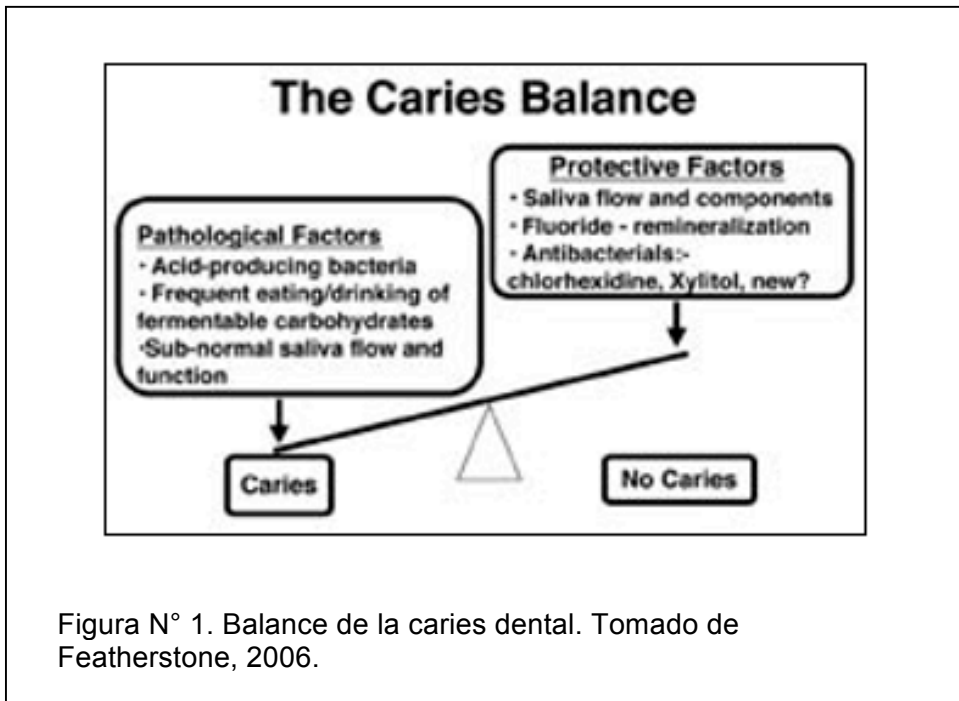 The Caries Balance
Pathological Factors
· Acid-producing bacteria
· Frequent eating/drinking of
fermentable carbohydrates
·Sub-normal saliva flow and
function
Protective Factors
· Saliva flow and components
· Fluoride - remineralization
· Antibacterials:-
chlorhexidine, Xylitol, new?
Caries
No Caries
Figura N° 1. Balance de la caries dental. Tomado de
Featherstone, 2006.